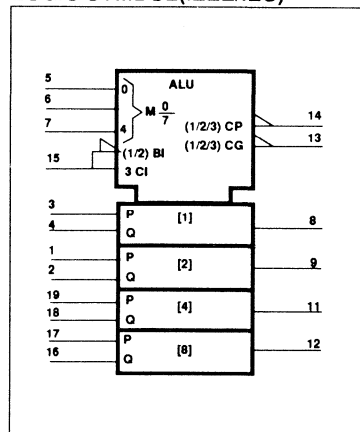 ALU
5 0
6 M 0/7
7 4
(1/2/3) CP 14
(1/2/3) CG 13
(1/2) BI
15 3 CI
3 P [1] 8
4 Q
1 P [2] 9
2 Q
19 P [4] 11
18 Q
17 P [8] 12
16 Q